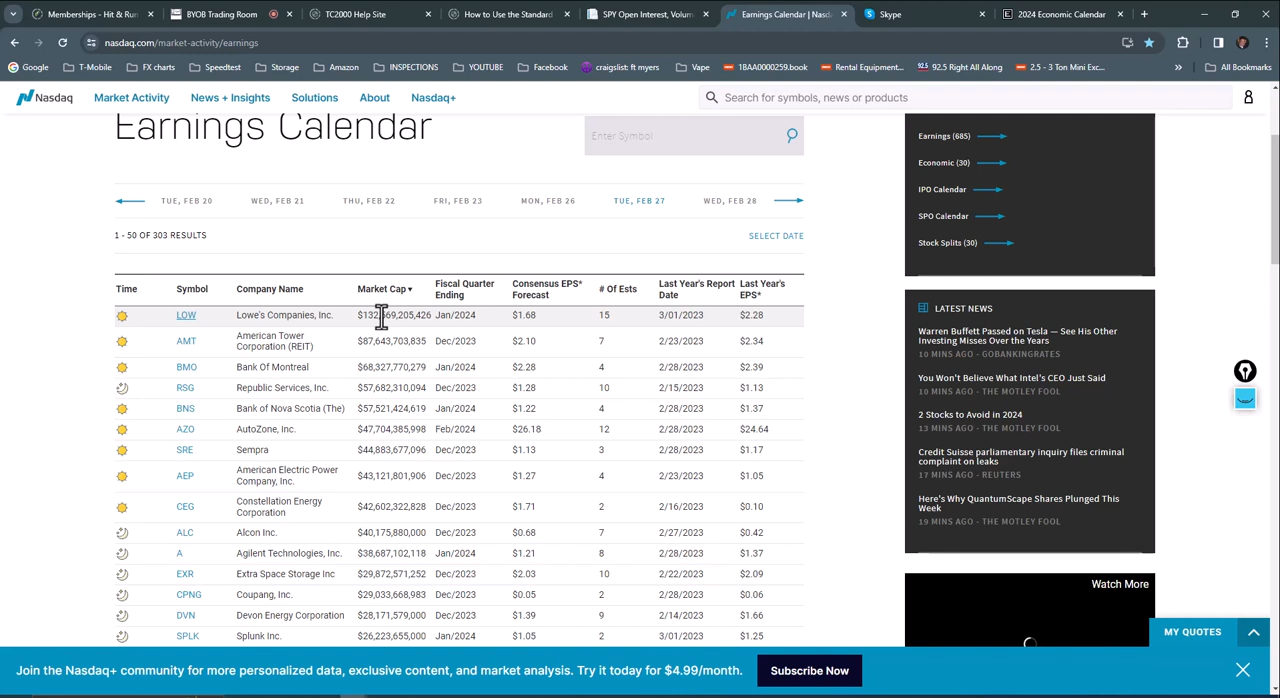 Memberships - Hit & Run
BYOB Trading Room
TC2000 Help Site
How to Use the Standard
SPY Open Interest, Volum
Earnings Calendar | Nasda
Skype
2024 Economic Calendar
nasdaq.com/market-activity/earnings
Google T-Mobile FX charts Speedtest Storage Amazon INSPECTIONS YOUTUBE Facebook craigslist: ft myers Vape 1BAA0000259.book Rental Equipment... 92.5 Right All Along 2.5 - 3 Ton Mini Exc... All Bookmarks
Nasdaq Market Activity News + Insights Solutions About Nasdaq+ Search for symbols, news or products
Earnings Calendar
Enter Symbol
TUE, FEB 20 WED, FEB 21 THU, FEB 22 FRI, FEB 23 MON, FEB 26 TUE, FEB 27 WED, FEB 28
1 - 50 OF 303 RESULTS SELECT DATE
Time Symbol Company Name Market Cap Fiscal Quarter Ending Consensus EPS* Forecast # Of Ests Last Year's Report Date Last Year's EPS*
LOW Lowe's Companies, Inc. Jan/2024 $1.68 15 3/01/2023 $2.28
AMT American Tower Corporation (REIT) $87,643,703,835 Dec/2023 $2.10 7 2/23/2023 $2.34
BMO Bank Of Montreal $68,327,770,279 Jan/2024 $2.28 4 2/28/2023 $2.39
RSG Republic Services, Inc. $57,682,310,094 Dec/2023 $1.28 10 2/15/2023 $1.13
BNS Bank of Nova Scotia (The) $57,521,424,619 Jan/2024 $1.22 4 2/28/2023 $1.37
AZO AutoZone, Inc. $47,704,385,998 Feb/2024 $26.18 12 2/28/2023 $24.64
SRE Sempra $44,883,677,096 Dec/2023 $1.13 3 2/28/2023 $1.17
AEP American Electric Power Company, Inc. $43,121,801,906 Dec/2023 $1.27 4 2/23/2023 $1.05
CEG Constellation Energy Corporation $42,602,322,828 Dec/2023 $1.71 2 2/16/2023 $0.10
ALC Alcon Inc. $40,175,880,000 Dec/2023 $0.68 7 2/27/2023 $0.42
A Agilent Technologies, Inc. $38,687,102,118 Jan/2024 $1.21 8 2/28/2023 $1.37
EXR Extra Space Storage Inc $29,872,571,252 Dec/2023 $2.03 10 2/22/2023 $2.09
CPNG Coupang, Inc. $29,033,668,983 Dec/2023 $0.05 2 2/28/2023 $0.06
DVN Devon Energy Corporation $28,171,579,000 Dec/2023 $1.39 9 2/14/2023 $1.66
SPLK Splunk Inc. $26,223,655,000 Jan/2024 $1.05 2 3/01/2023 $1.25
Earnings (685)
Economic (30)
IPO Calendar
SPO Calendar
Stock Splits (30)
LATEST NEWS
Warren Buffett Passed on Tesla — See His Other
Investing Misses Over the Years
10 MINS AGO - GOBANKINGRATES
You Won't Believe What Intel's CEO Just Said
10 MINS AGO - THE MOTLEY FOOL
2 Stocks to Avoid in 2024
13 MINS AGO - THE MOTLEY FOOL
Credit Suisse parliamentary inquiry files criminal
complaint on leaks
17 MINS AGO - REUTERS
Here's Why QuantumScape Shares Plunged This
Week
19 MINS AGO - THE MOTLEY FOOL
Watch More
MY QUOTES
Join the Nasdaq+ community for more personalized data, exclusive content, and market analysis. Try it today for $4.99/month. Subscribe Now